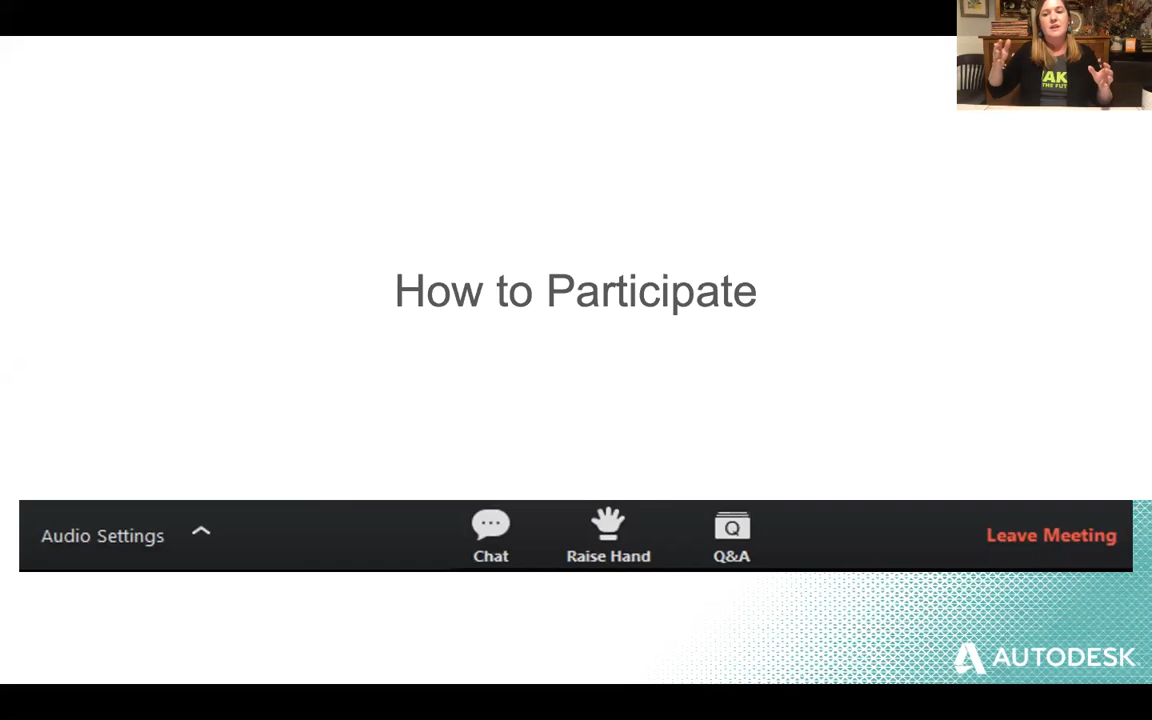 How to Participate
Audio Settings
Chat
Raise Hand
Q&A
Leave Meeting
AUTODESK